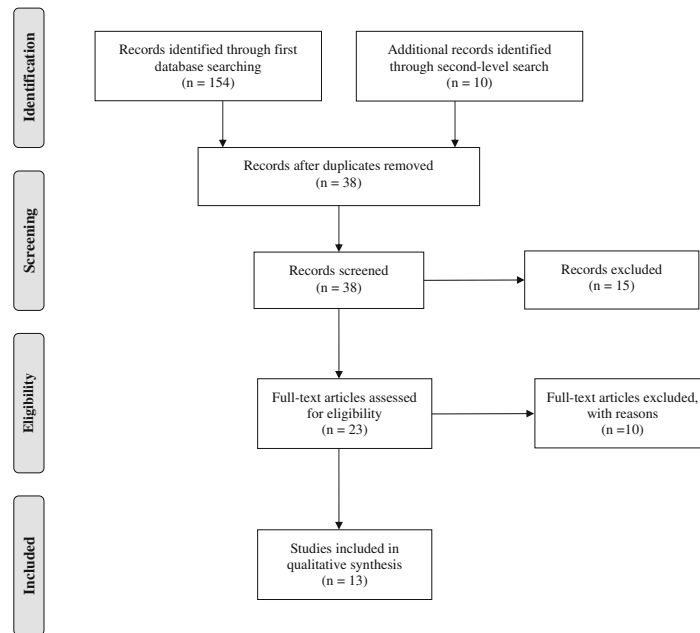 Identification
Records identified through first
database searching
(n = 154)
Additional records identified
through second-level search
(n = 10)
Records after duplicates removed
(n = 38)
Screening
Records screened
(n = 38)
Records excluded
(n = 15)
Eligibility
Full-text articles assessed
for eligibility
(n = 23)
Full-text articles excluded,
with reasons
(n =10)
Included
Studies included in
qualitative synthesis
(n = 13)